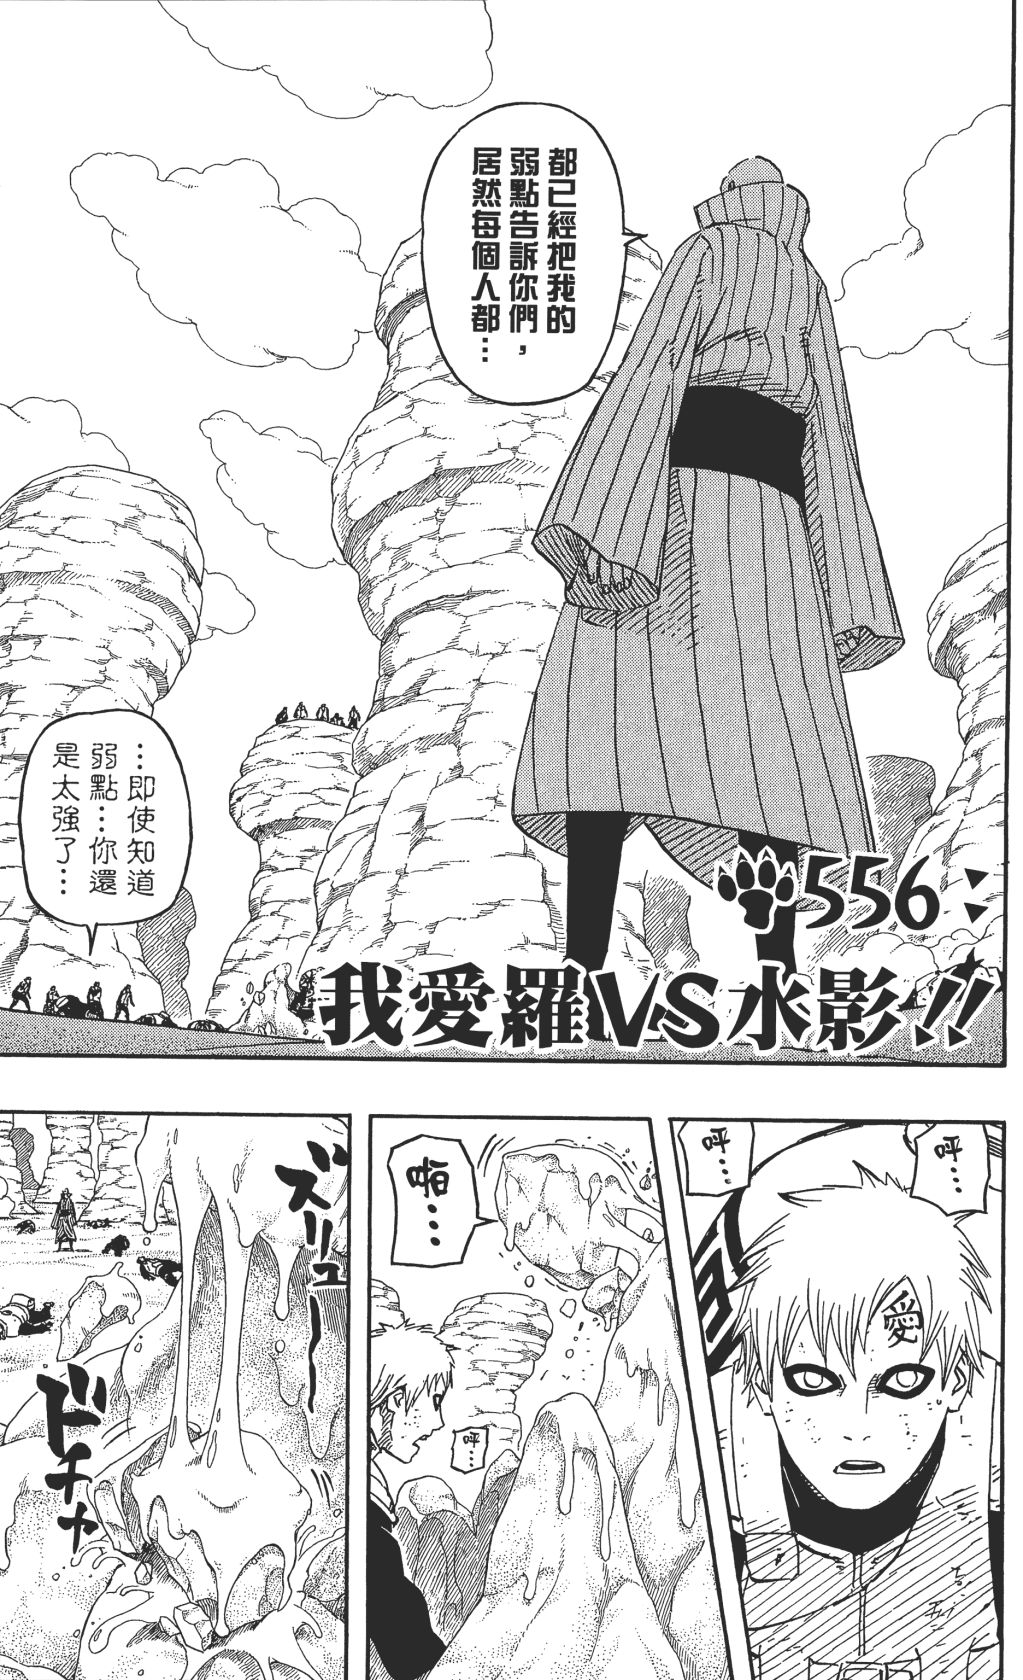 都已經把我的
弱點告訴你們，
居然每個人都…
…即使知道
弱點…你還
是太強了…
556：
我愛羅VS水影!!
呼…
愛
呼…
啪…
呼…
ズリュー
ドチャ